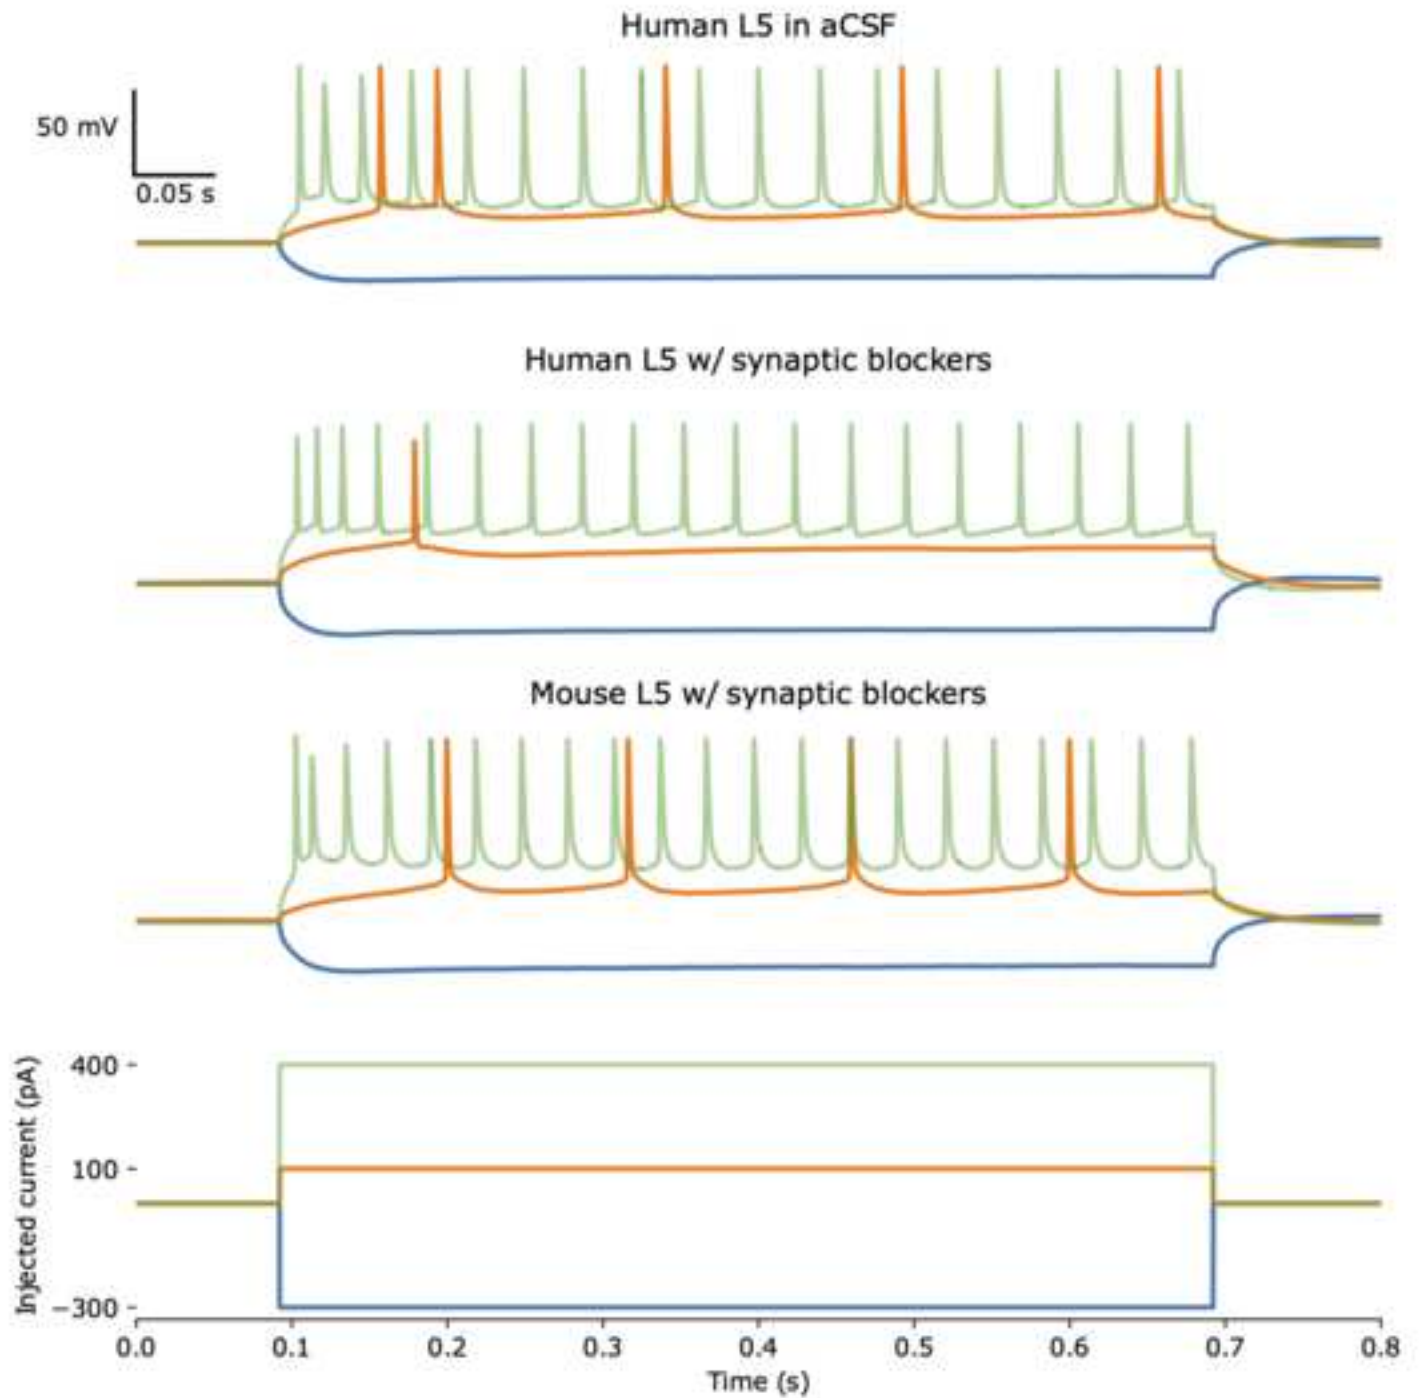 Human L5 in aCSF
50 mV
0.05 s
Human L5 w/ synaptic blockers
Mouse L5 w/ synaptic blockers
Injected current (pA)
400
100
−300
0.0 0.1 0.2 0.3 0.4 0.5 0.6 0.7 0.8
Time (s)